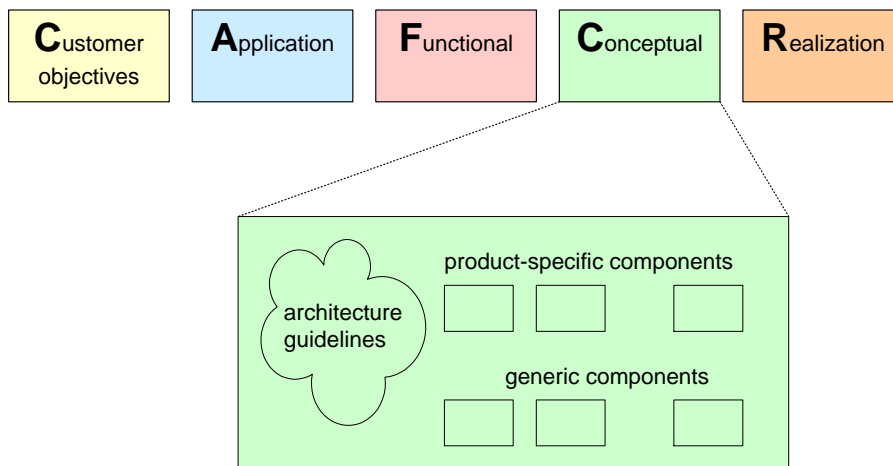 Customer
objectives
Application
Functional
Conceptual
Realization
product-specific components
architecture
guidelines
generic components